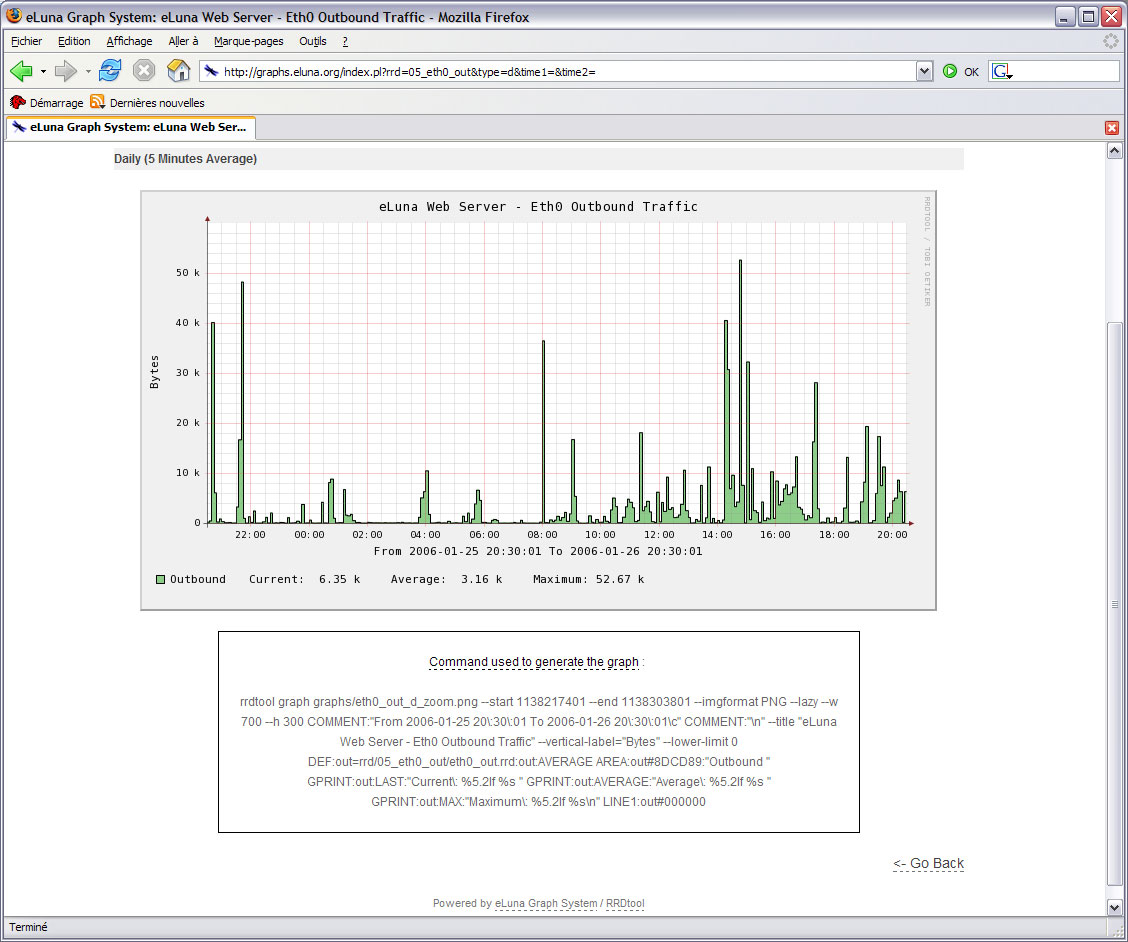 eLuna Graph System: eLuna Web Server - Eth0 Outbound Traffic - Mozilla Firefox
Fichier Edition Affichage Aller à Marque-pages Outils ?
http://graphs.eluna.org/index.pl?rrd=05_eth0_out&type=d&time1=&time2= OK G
Démarrage Dernières nouvelles
eLuna Graph System: eLuna Web Ser...
Daily (5 Minutes Average)
eLuna Web Server - Eth0 Outbound Traffic
RRDTOOL / TOBI OETIKER
Bytes
50 k
40 k
30 k
20 k
10 k
0
22:00 00:00 02:00 04:00 06:00 08:00 10:00 12:00 14:00 16:00 18:00 20:00
From 2006-01-25 20:30:01 To 2006-01-26 20:30:01
Outbound Current: 6.35 k Average: 3.16 k Maximum: 52.67 k
Command used to generate the graph :
rrdtool graph graphs/eth0_out_d_zoom.png --start 1138217401 --end 1138303801 --imgformat PNG --lazy --w
700 --h 300 COMMENT:"From 2006-01-25 20\:30\:01 To 2006-01-26 20\:30\:01\c" COMMENT:"\n" --title "eLuna
Web Server - Eth0 Outbound Traffic" --vertical-label="Bytes" --lower-limit 0
DEF:out=rrd/05_eth0_out/eth0_out.rrd:out:AVERAGE AREA:out#8DCD89:"Outbound "
GPRINT:out:LAST:"Current\: %5.2lf %s " GPRINT:out:AVERAGE:"Average\: %5.2lf %s "
GPRINT:out:MAX:"Maximum\: %5.2lf %s\n" LINE1:out#000000
<- Go Back
Powered by eLuna Graph System / RRDtool
Terminé